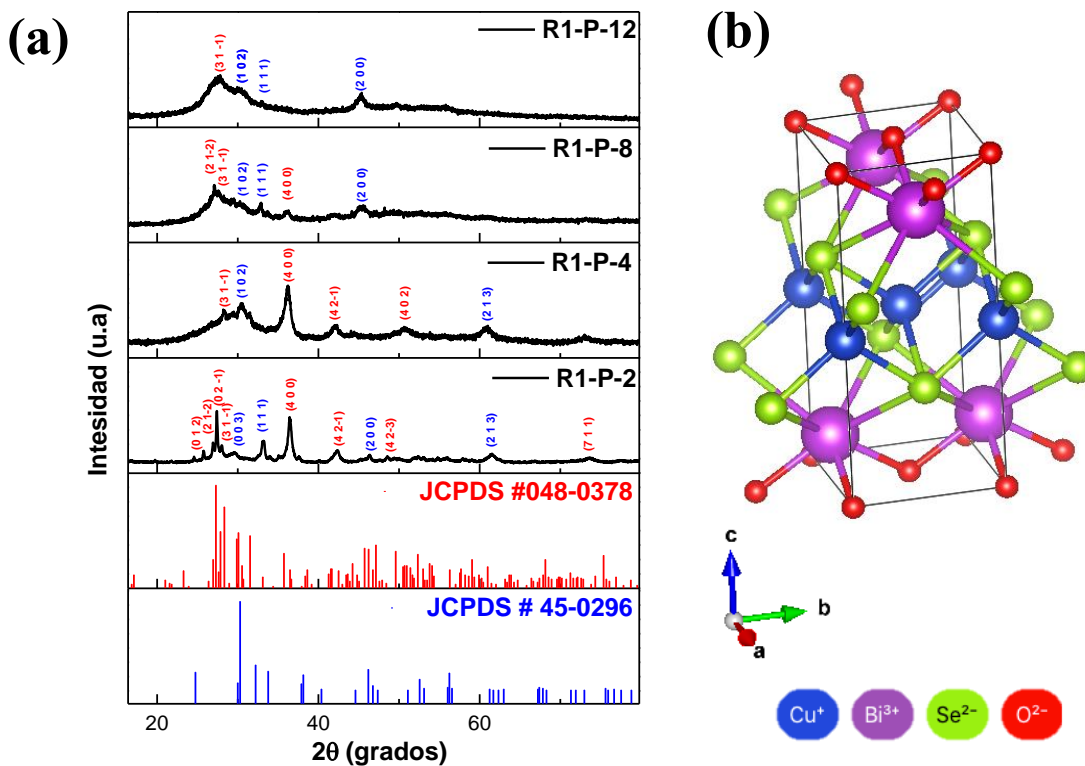 (a)
(b)
R1-P-12
(3 1 -1)
(1 0 2)
(1 1 1)
(2 0 0)
R1-P-8
(2 1-2)
(3 1 -1)
(1 0 2)
(1 1 1)
(4 0 0)
(2 0 0)
R1-P-4
(3 1 -1)
(1 0 2)
(4 0 0)
(4 2-1)
(4 0 2)
(2 1 3)
R1-P-2
(0 1 2)
(2 1-2)
(0 2 -1)
(3 1 -1)
(0 0 3)
(1 1 1)
(4 0 0)
(4 2-1)
(2 0 0)
(4 2-3)
(2 1 3)
(7 1 1)
JCPDS #048-0378
JCPDS # 45-0296
Intesidad (u.a)
20 40 60
2θ (grados)
c
b
a
Cu⁺ Bi³⁺ Se²⁻ O²⁻